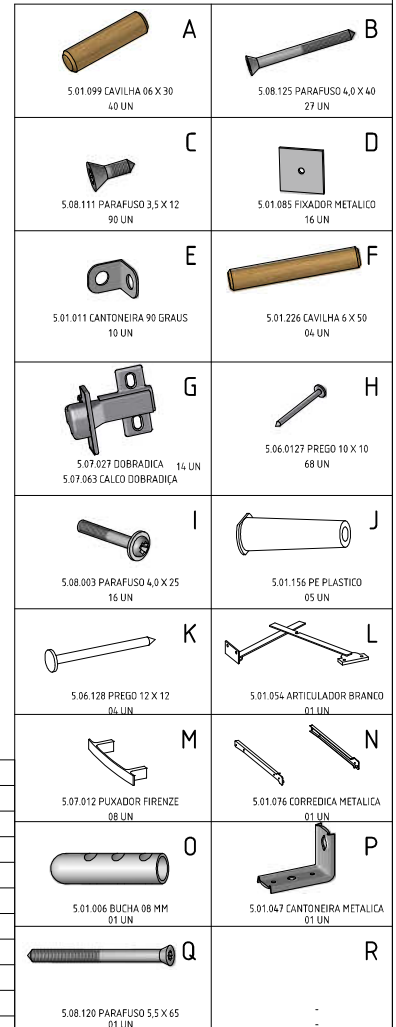 A
5.01.099 CAVILHA 06 X 30
40 UN
B
5.08.125 PARAFUSO 4,0 X 40
27 UN
C
5.08.111 PARAFUSO 3,5 X 12
90 UN
D
5.01.085 FIXADOR METALICO
16 UN
E
5.01.011 CANTONEIRA 90 GRAUS
10 UN
F
5.01.226 CAVILHA 6 X 50
04 UN
G
5.07.027 DOBRADICA 14 UN
5.07.063 CALCO DOBRADIÇA
H
5.06.0127 PREGO 10 X 10
68 UN
I
5.08.003 PARAFUSO 4,0 X 25
16 UN
J
5.01.156 PE PLASTICO
05 UN
K
5.06.128 PREGO 12 X 12
04 UN
L
5.01.054 ARTICULADOR BRANCO
01 UN
M
5.07.012 PUXADOR FIRENZE
08 UN
N
5.01.076 CORREDICA METALICA
01 UN
O
5.01.006 BUCHA 08 MM
01 UN
P
5.01.047 CANTONEIRA METALICA
01 UN
Q
5.08.120 PARAFUSO 5,5 X 65
01 UN
R
-
-